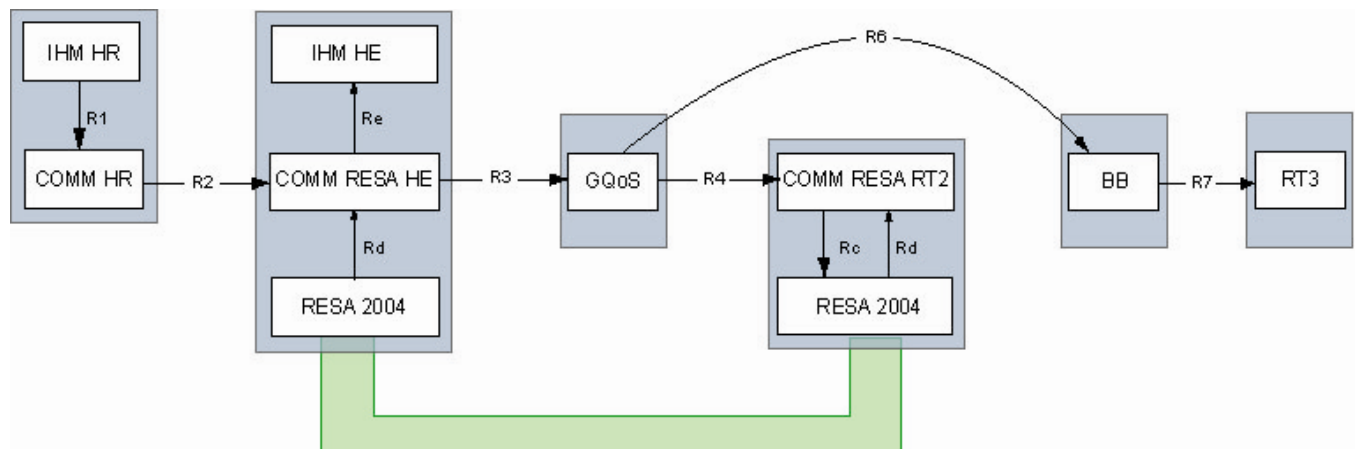 IHM HR
R1
COMM HR
R2
IHM HE
Re
COMM RESA HE
Rd
RESA 2004
R3
GQoS
R4
R6
COMM RESA RT2
Rc
Rd
RESA 2004
BB
R7
RT3